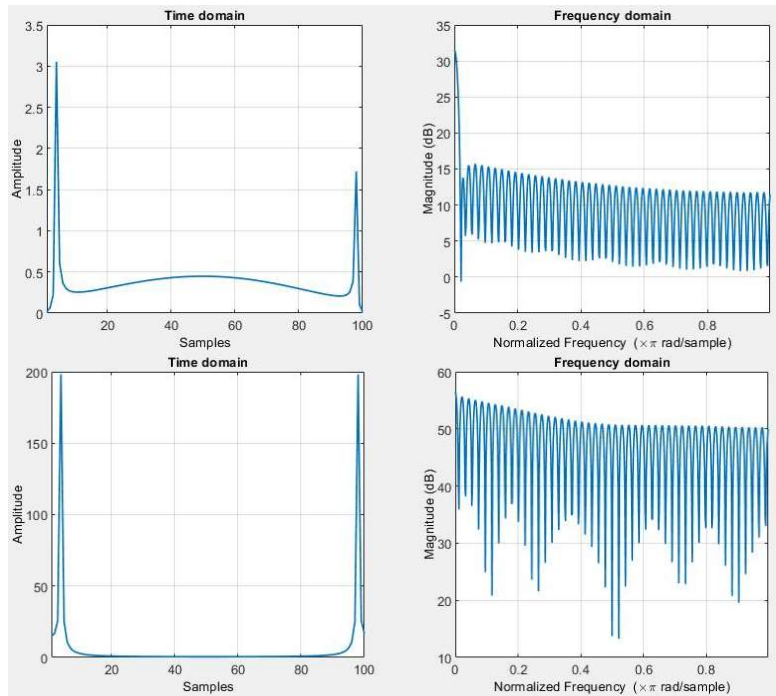 Time domain
3.5
3
2.5
2
1.5
1
0.5
0
Amplitude
20 40 60 80 100
Samples
Frequency domain
35
30
25
20
15
10
5
0
-5
Magnitude (dB)
0 0.2 0.4 0.6 0.8
Normalized Frequency (×π rad/sample)
Time domain
200
150
100
50
0
Amplitude
20 40 60 80 100
Samples
Frequency domain
60
50
40
30
20
10
Magnitude (dB)
0 0.2 0.4 0.6 0.8
Normalized Frequency (×π rad/sample)